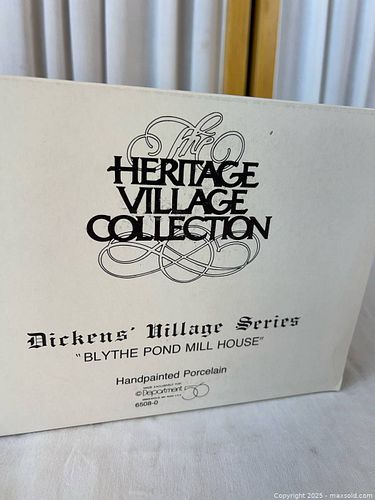 The
HERITAGE
VILLAGE
COLLECTION
Dickens' Village Series
"BLYTHE POND MILL HOUSE"
Handpainted Porcelain
©Department 56
6508-0
Copyright 2025 - maxsold.com